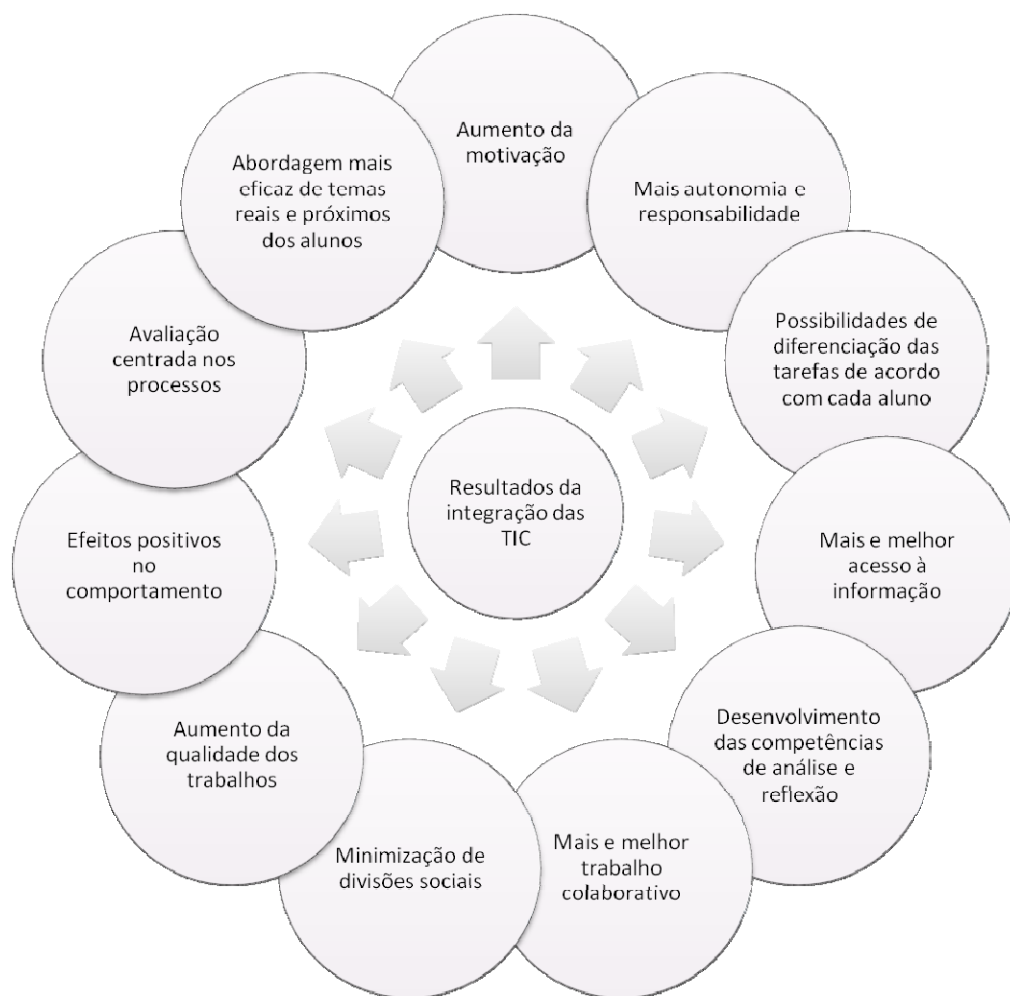 Aumento da
motivação
Mais autonomia e
responsabilidade
Possibilidades de
diferenciação das
tarefas de acordo
com cada aluno
Mais e melhor
acesso à
informação
Desenvolvimento
das competências
de análise e
reflexão
Mais e melhor
trabalho
colaborativo
Minimização de
divisões sociais
Aumento da
qualidade dos
trabalhos
Efeitos positivos
no
comportamento
Avaliação
centrada nos
processos
Abordagem mais
eficaz de temas
reais e próximos
dos alunos
Resultados da
integração das
TIC